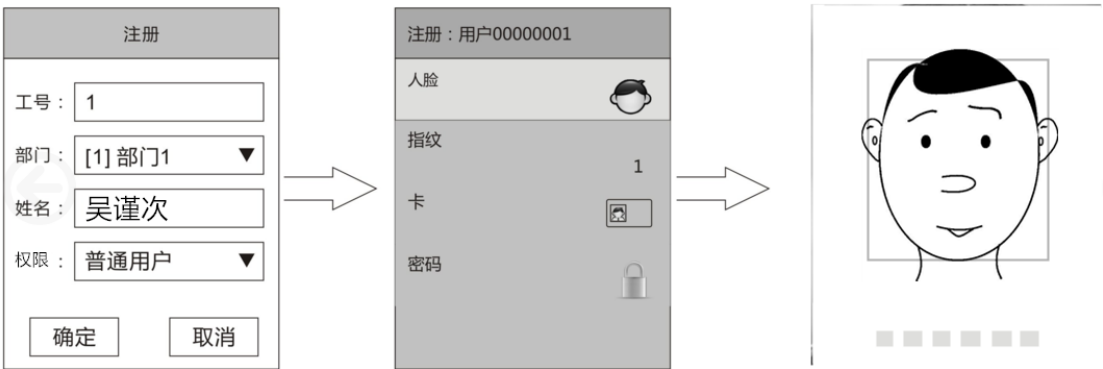 注册
工号： 1
部门： [1] 部门1
姓名： 吴谨次
权限： 普通用户
确定 取消
注册：用户00000001
人脸
指纹
1
卡
密码